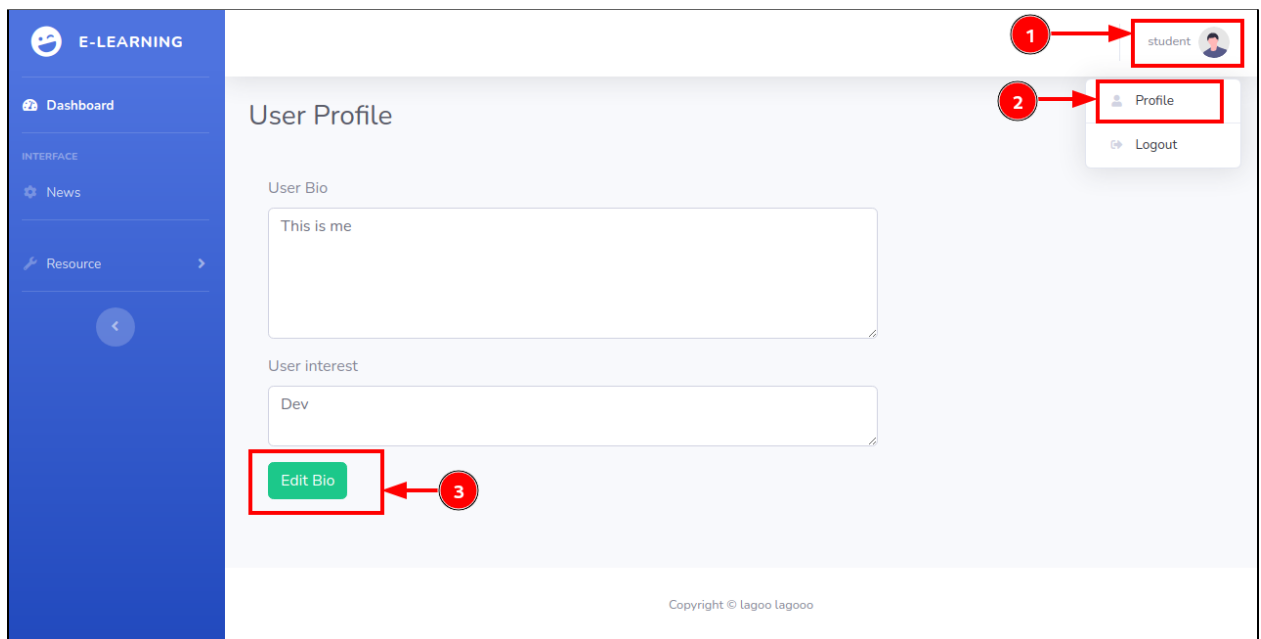 E-LEARNING
1
student
Dashboard
User Profile
2
Profile
INTERFACE
Logout
News
User Bio
This is me
Resource
User interest
Dev
Edit Bio
3
Copyright © lagoo lagooo